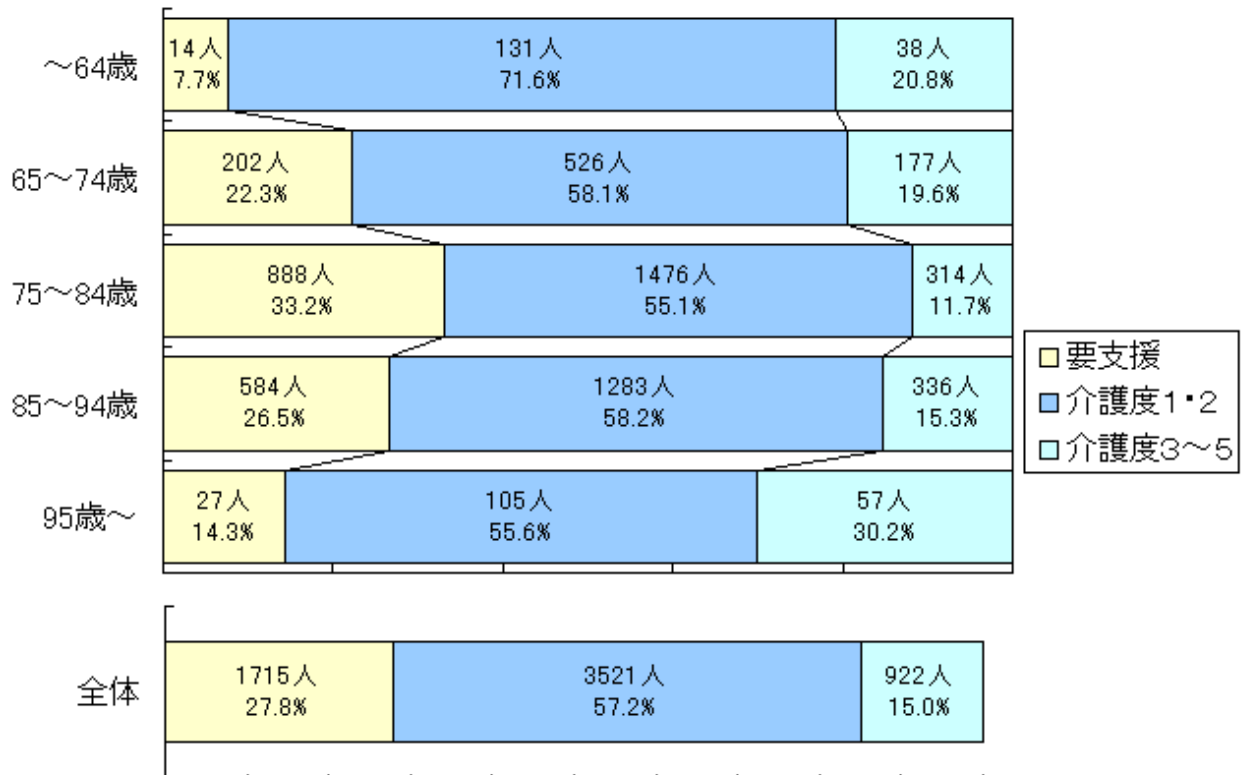 ~64歳
14人 131人 38人
7.7% 71.6% 20.8%
65~74歳
202人 526人 177人
22.3% 58.1% 19.6%
75~84歳
888人 1476人 314人
33.2% 55.1% 11.7%
85~94歳
584人 1283人 336人
26.5% 58.2% 15.3%
95歳~
27人 105人 57人
14.3% 55.6% 30.2%
要支援
介護度1・2
介護度3~5
全体
1715人 3521人 922人
27.8% 57.2% 15.0%